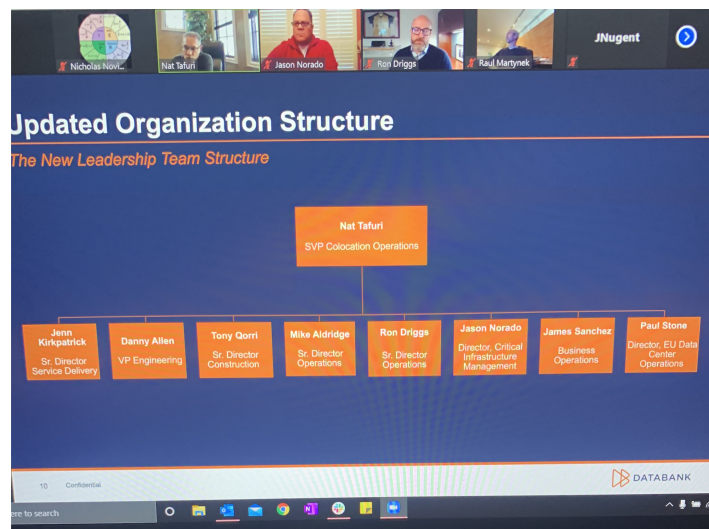 Nicholas Novi...
Nat Tafuri
Jason Norado
Ron Driggs
Raul Martynek
JNugent
Updated Organization Structure
The New Leadership Team Structure
Nat Tafuri
SVP Colocation Operations
Jenn
Kirkpatrick
Sr. Director
Service Delivery
Danny Allen
VP Engineering
Tony Qorri
Sr. Director
Construction
Mike Aldridge
Sr. Director
Operations
Ron Driggs
Sr. Director
Operations
Jason Norado
Director, Critical
Infrastructure
Management
James Sanchez
Business
Operations
Paul Stone
Director, EU Data
Center
Operations
10 Confidential
DATABANK
ere to search